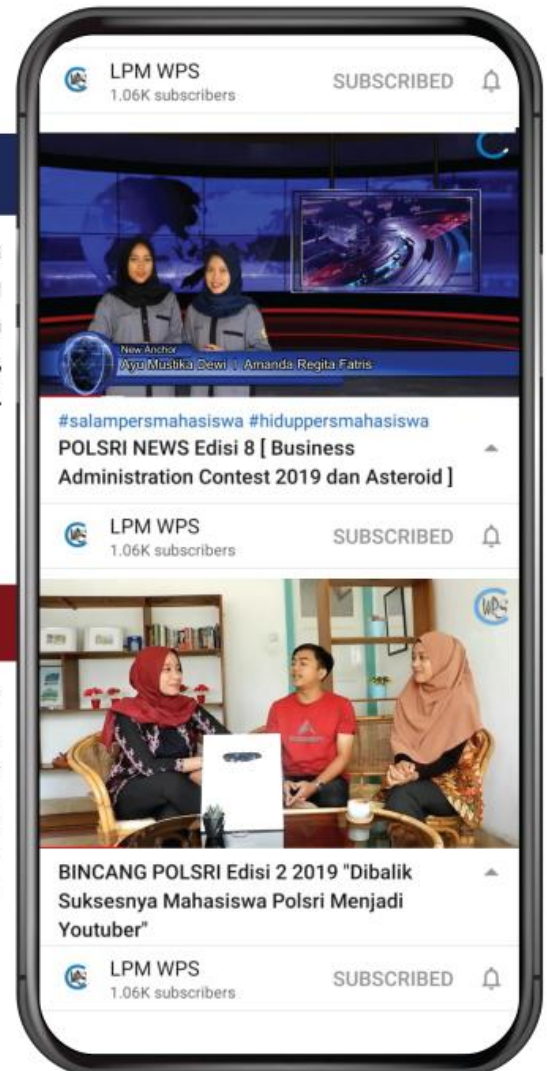 LPM WPS
SUBSCRIBED
1.06K subscribers
New Anchor
Ayu Mustika Dewi | Amanda Regita Fatris
#salampersmahasiswa #hiduppersmahasiswa
POLSRI NEWS Edisi 8 [ Business
Administration Contest 2019 dan Asteroid ]
LPM WPS
SUBSCRIBED
1.06K subscribers
WPS
BINCANG POLSRI Edisi 2 2019 "Dibalik
Suksesnya Mahasiswa Polsri Menjadi
Youtuber"
LPM WPS
SUBSCRIBED
1.06K subscribers